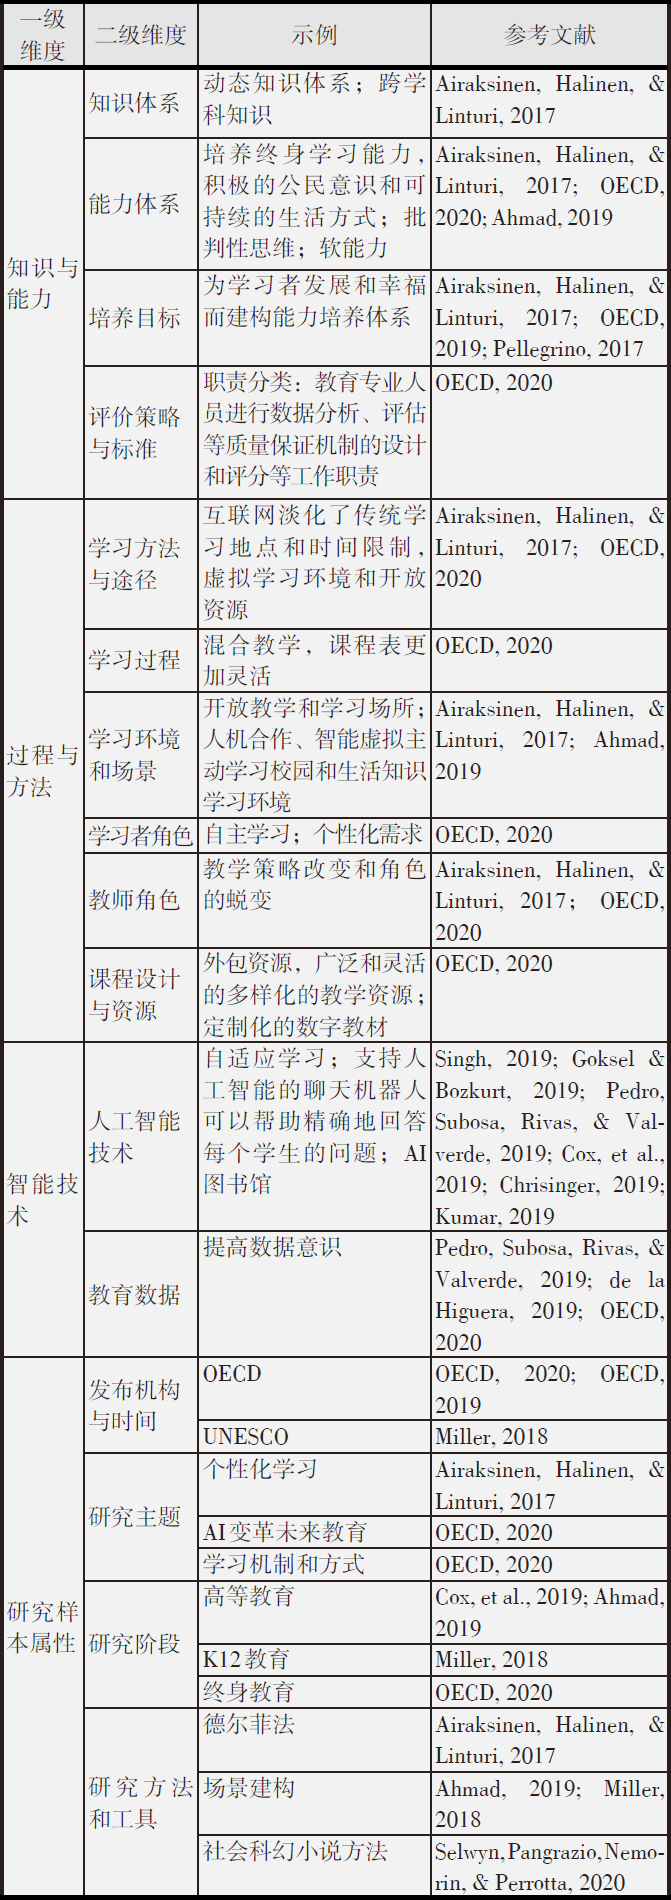 一级
维度
二级维度
示例
参考文献
知识与
能力
知识体系
动态知识体系；跨学
科知识
Airaksinen, Halinen, &
Linturi, 2017
能力体系
培养终身学习能力，
积极的公民意识和可
持续的生活方式；批
判性思维；软能力
Airaksinen, Halinen, &
Linturi, 2017; OECD,
2020; Ahmad, 2019
培养目标
为学习者发展和幸福
而建构能力培养体系
Airaksinen, Halinen, &
Linturi, 2017; OECD,
2019; Pellegrino, 2017
评价策略
与标准
职责分类：教育专业人
员进行数据分析、评估
等质量保证机制的设计
和评分等工作职责
OECD, 2020
过程与
方法
学习方法
与途径
互联网淡化了传统学
习地点和时间限制，
虚拟学习环境和开放
资源
Airaksinen, Halinen, &
Linturi, 2017; OECD,
2020
学习过程
混合教学，课程表更
加灵活
OECD, 2020
学习环境
和场景
开放教学和学习场所；
人机合作、智能虚拟主
动学习校园和生活知识
学习环境
Airaksinen, Halinen, &
Linturi, 2017; Ahmad,
2019
学习者角色
自主学习；个性化需求
OECD, 2020
教师角色
教学策略改变和角色
的蜕变
Airaksinen, Halinen, &
Linturi, 2017; OECD,
2020
课程设计
与资源
外包资源，广泛和灵活
的多样化的教学资源；
定制化的数字教材
OECD, 2020
智能技
术
人工智能
技术
自适应学习；支持人
工智能的聊天机器人
可以帮助精确地回答
每个学生的问题；AI
图书馆
Singh, 2019; Goksel &
Bozkurt, 2019; Pedro,
Subosa, Rivas, & Val-
verde, 2019; Cox, et al.,
2019; Chrisinger, 2019;
Kumar, 2019
教育数据
提高数据意识
Pedro, Subosa, Rivas, &
Valverde, 2019; de la
Higuera, 2019; OECD,
2020
研究样
本属性
发布机构
与时间
OECD
OECD, 2020; OECD,
2019
UNESCO
Miller, 2018
研究主题
个性化学习
Airaksinen, Halinen, &
Linturi, 2017
AI变革未来教育
OECD, 2020
学习机制和方式
OECD, 2020
研究阶段
高等教育
Cox, et al., 2019; Ahmad,
2019
K12教育
Miller, 2018
终身教育
OECD, 2020
研究方法
和工具
德尔菲法
Airaksinen, Halinen, &
Linturi, 2017
场景建构
Ahmad, 2019; Miller,
2018
社会科幻小说方法
Selwyn, Pangrazio, Nemo-
rin, & Perrotta, 2020